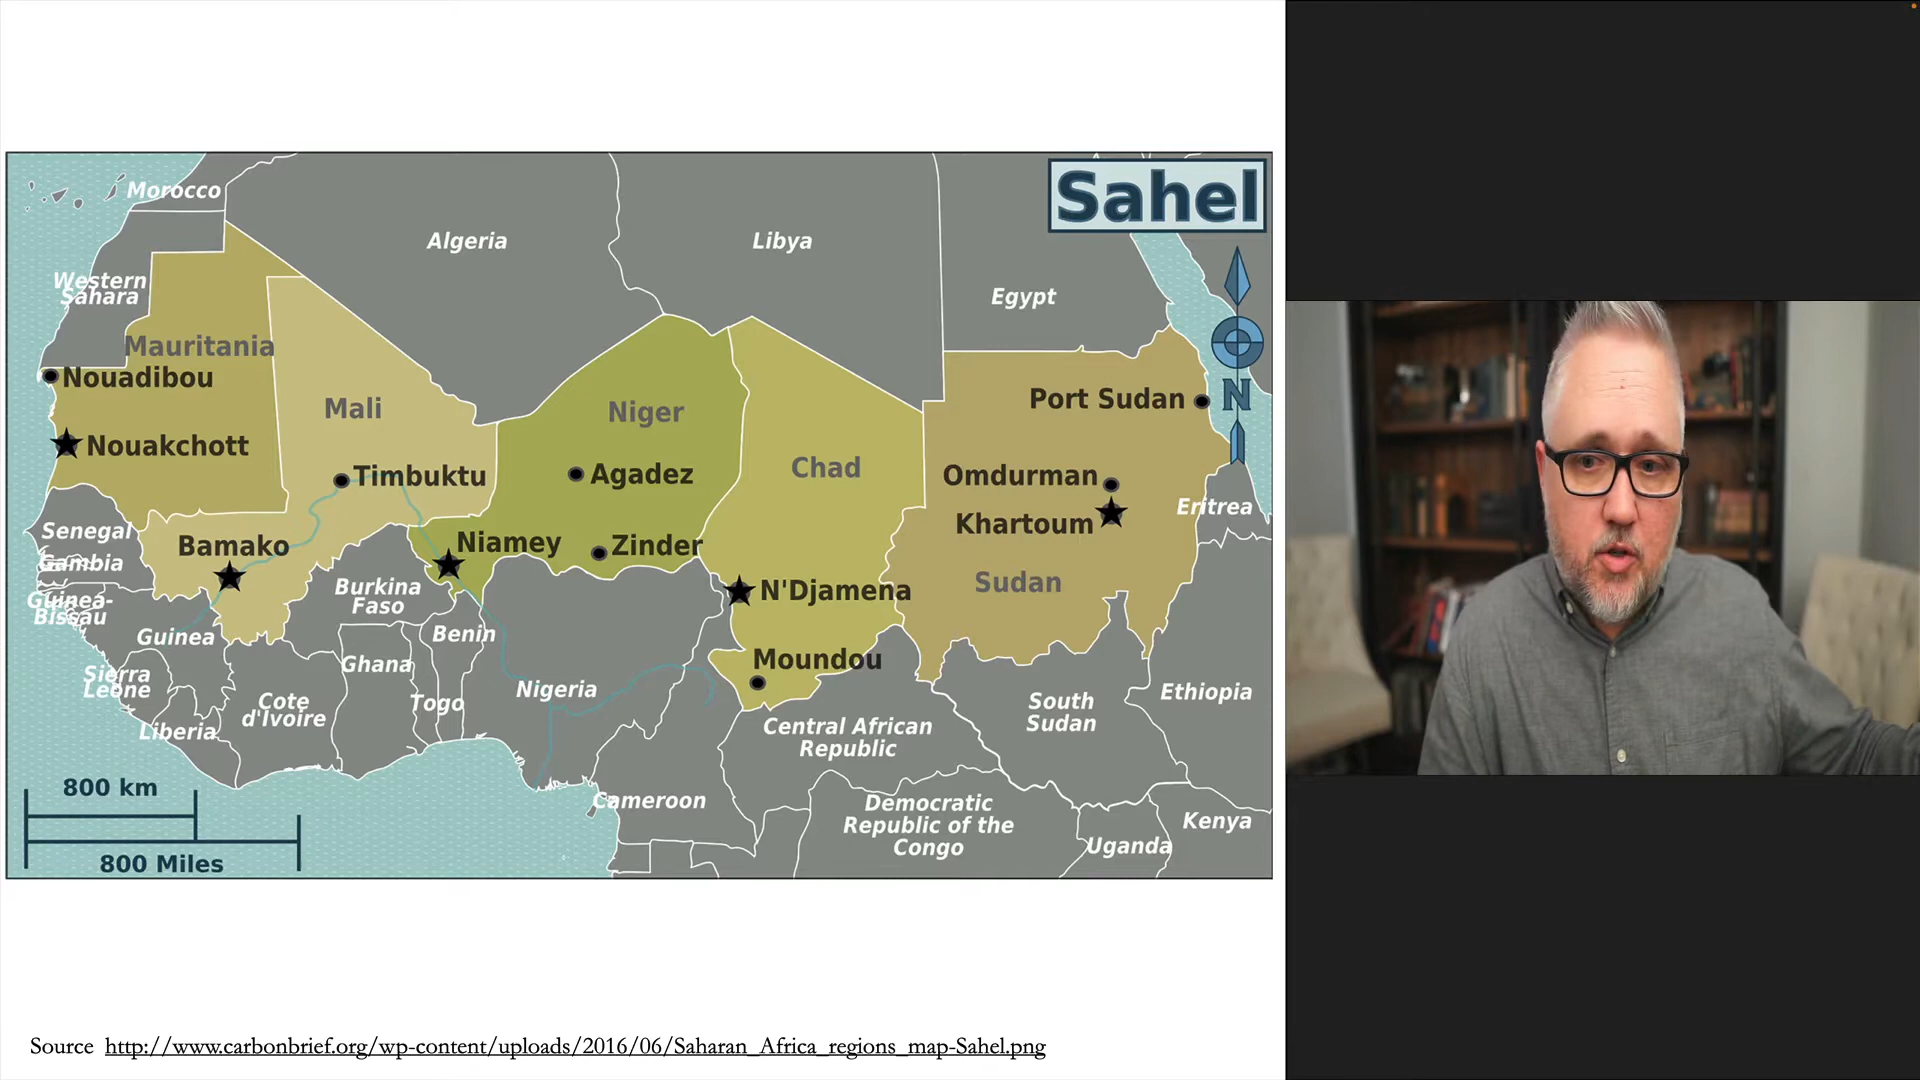 Sahel
Morocco
Algeria
Libya
Egypt
Western
Sahara
Mauritania
Nouadibou
Mali
Niger
Port Sudan
N
Nouakchott
Timbuktu
Agadez
Chad
Omdurman
Khartoum
Eritrea
Senegal
Gambia
Bamako
Niamey
Zinder
Sudan
Guinea-
Bissau
Burkina
Faso
N'Djamena
Guinea
Benin
Ghana
Moundou
Sierra
Leone
Cote
d'Ivoire
Togo
Nigeria
South
Sudan
Ethiopia
Liberia
Central African
Republic
800 km
Cameroon
Democratic
Republic of the
Congo
Kenya
Uganda
800 Miles
Source http://www.carbonbrief.org/wp-content/uploads/2016/06/Saharan_Africa_regions_map-Sahel.png